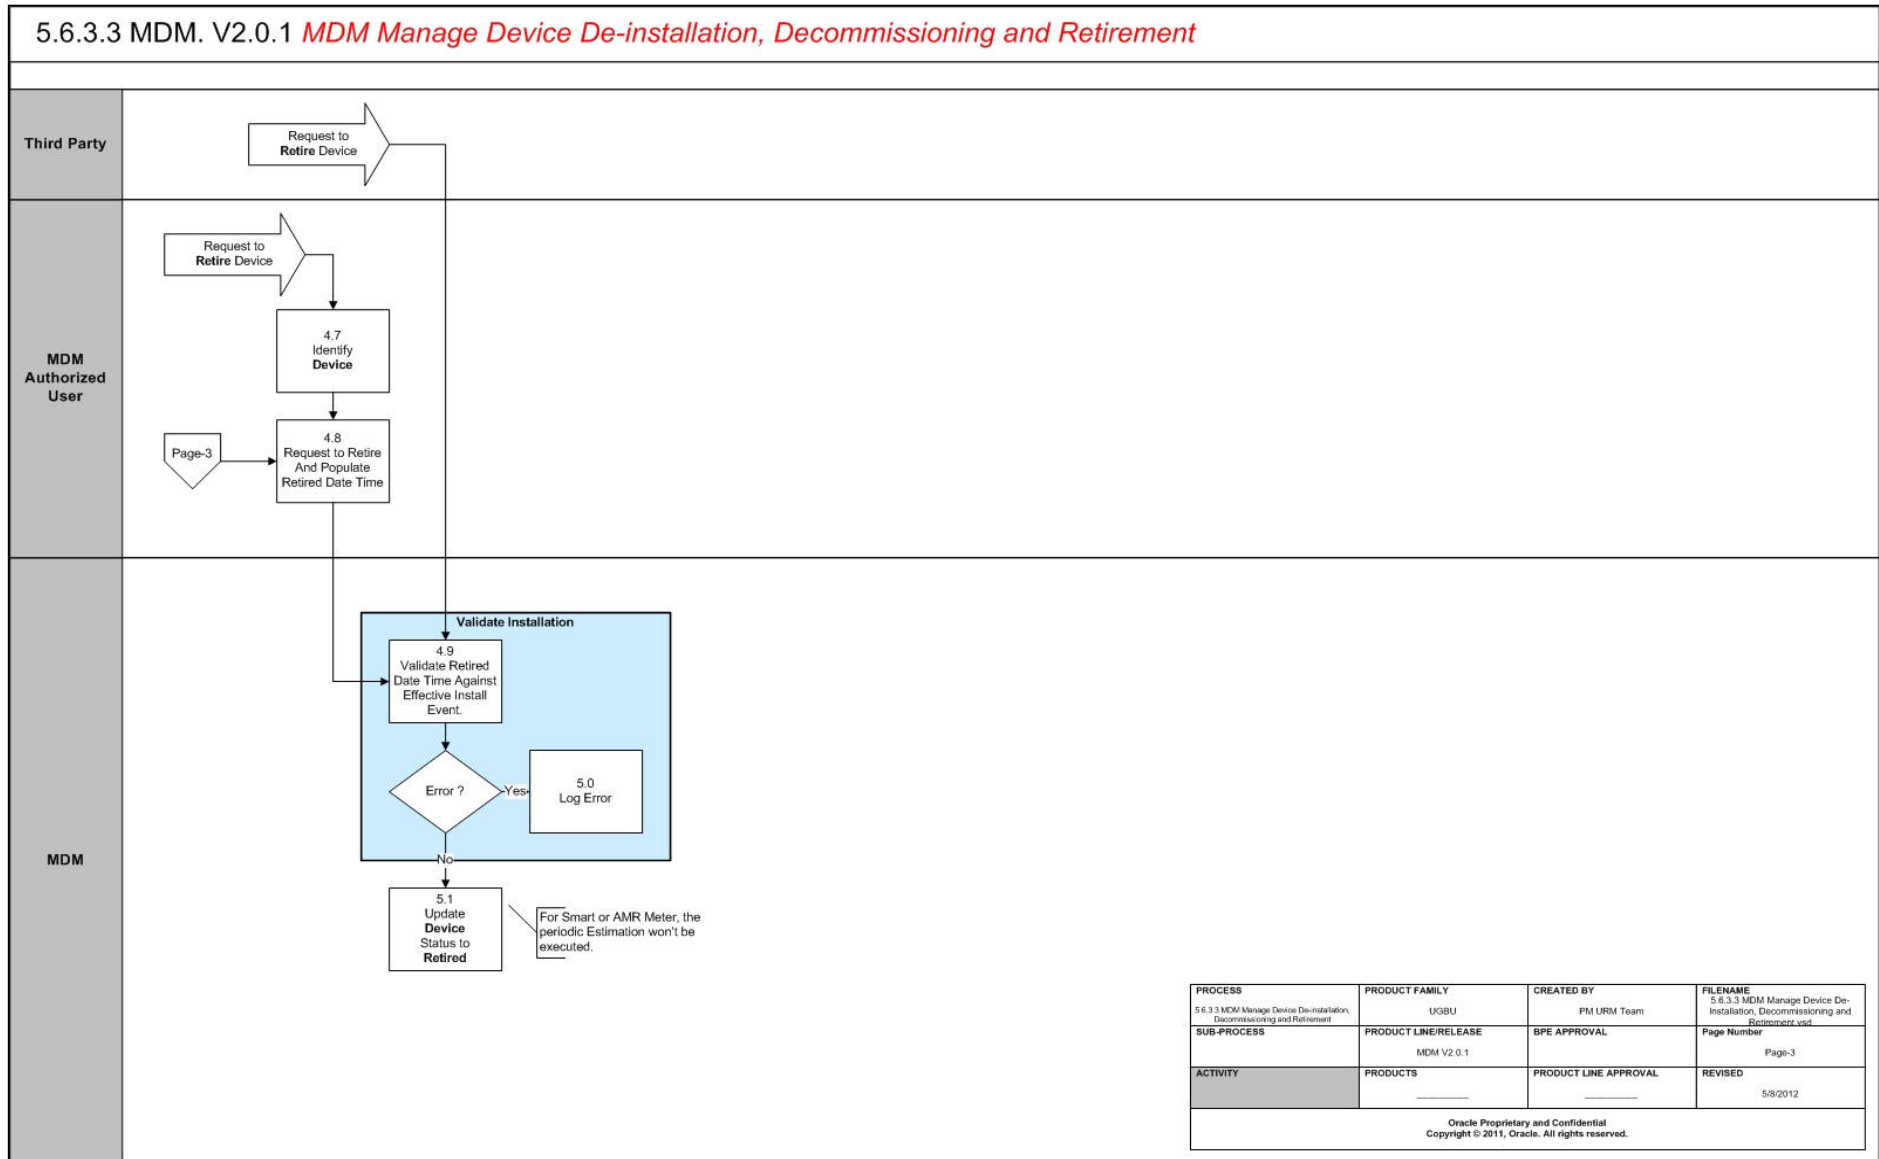 5.6.3.3 MDM. V2.0.1 MDM Manage Device De-installation, Decommissioning and Retirement
Third Party
Request to
Retire Device
MDM
Authorized
User
Request to
Retire Device
4.7
Identify
Device
Page-3
4.8
Request to Retire
And Populate
Retired Date Time
MDM
Validate Installation
4.9
Validate Retired
Date Time Against
Effective Install
Event.
Error ?
Yes
5.0
Log Error
No
5.1
Update
Device
Status to
Retired
For Smart or AMR Meter, the
periodic Estimation won't be
executed.
PROCESS
5.6.3.3 MDM Manage Device De-installation,
Decommissioning and Retirement
PRODUCT FAMILY
UGBU
CREATED BY
PM URM Team
FILENAME
5.6.3.3 MDM Manage Device De-
Installation, Decommissioning and
Retirement.vsd
SUB-PROCESS
PRODUCT LINE/RELEASE
MDM V2.0.1
BPE APPROVAL
Page Number
Page-3
ACTIVITY
PRODUCTS
PRODUCT LINE APPROVAL
REVISED
5/8/2012
Oracle Proprietary and Confidential
Copyright © 2011, Oracle. All rights reserved.